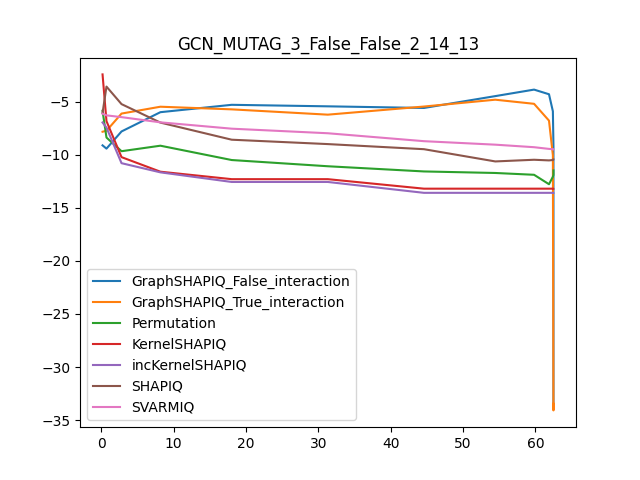 GCN_MUTAG_3_False_False_2_14_13
−5
−10
−15
−20
−25
−30
−35
GraphSHAPIQ_False_interaction
GraphSHAPIQ_True_interaction
Permutation
KernelSHAPIQ
incKernelSHAPIQ
SHAPIQ
SVARMIQ
0 10 20 30 40 50 60